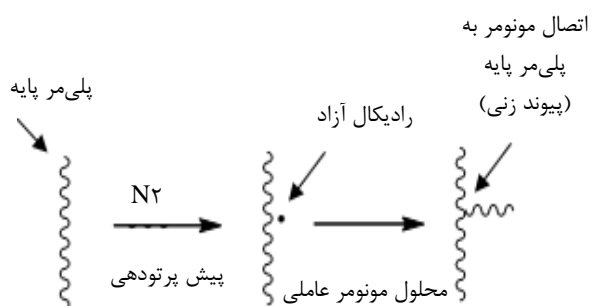 اتصال مونومر به
پلی‌مر پایه
(پیوند زنی)
رادیکال آزاد
پلی‌مر پایه
N۲
پیش پرتودهی
محلول مونومر عاملی